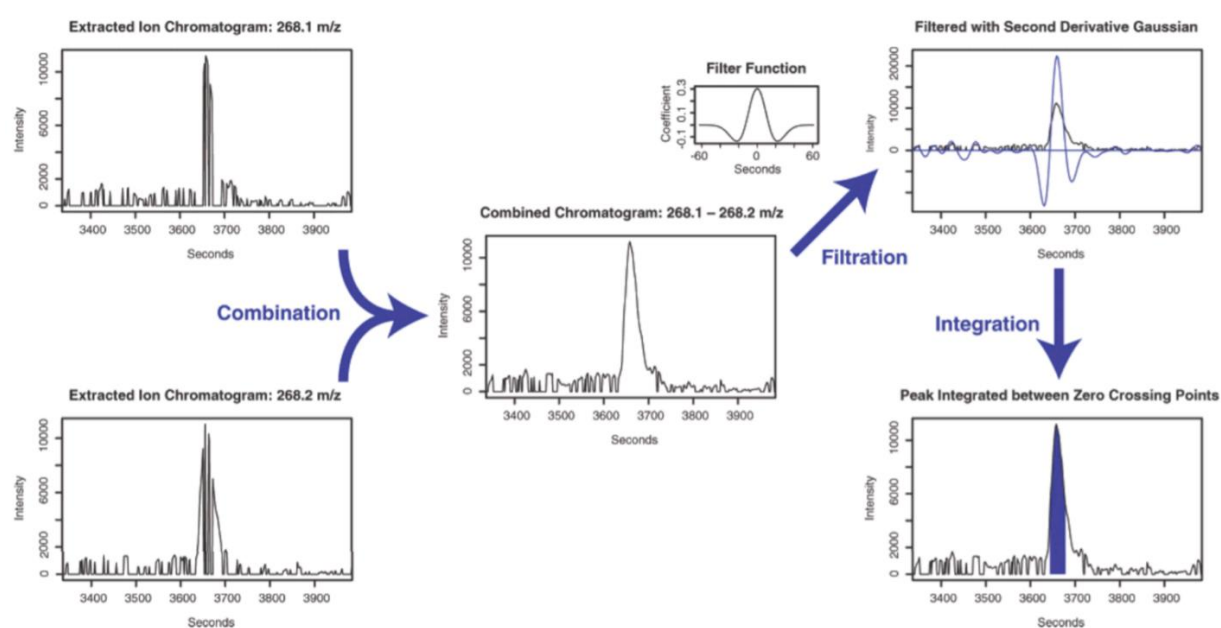 Extracted Ion Chromatogram: 268.1 m/z
Intensity
10000
6000
2000
0
3400 3500 3600 3700 3800 3900
Seconds
Combination
Extracted Ion Chromatogram: 268.2 m/z
Intensity
10000
6000
2000
0
3400 3500 3600 3700 3800 3900
Seconds
Combined Chromatogram: 268.1 – 268.2 m/z
Intensity
10000
6000
2000
0
3400 3500 3600 3700 3800 3900
Seconds
Filter Function
Coefficient
0.3
0.1
-0.1
-60 0 60
Seconds
Filtration
Filtered with Second Derivative Gaussian
Intensity
20000
10000
0
3400 3500 3600 3700 3800 3900
Seconds
Integration
Peak Integrated between Zero Crossing Points
Intensity
10000
6000
2000
0
3400 3500 3600 3700 3800 3900
Seconds